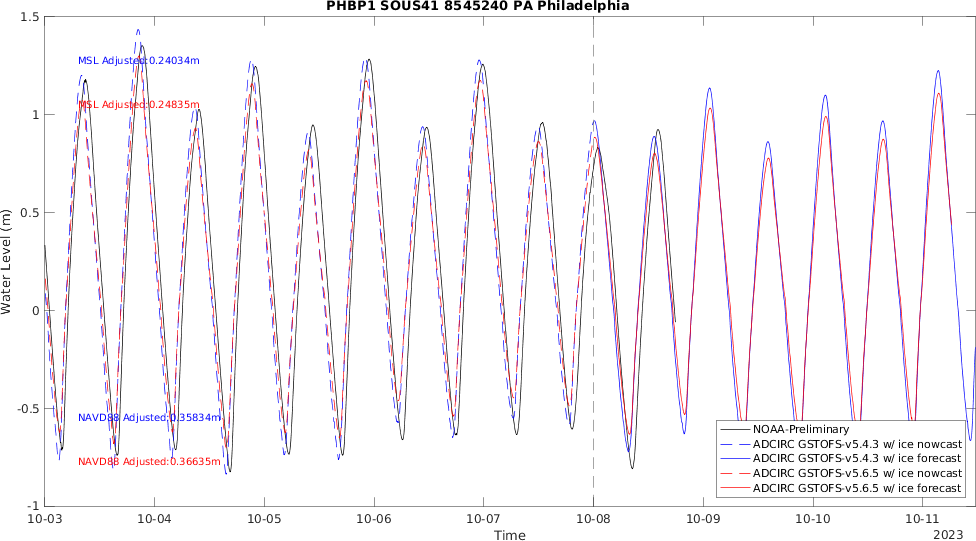 PHBP1 SOUS41 8545240 PA Philadelphia
1.5
MSL Adjusted:0.24034m
MSL Adjusted:0.24835m
1
0.5
Water Level (m)
0
-0.5
NAVD88 Adjusted:0.35834m
NAVD88 Adjusted:0.36635m
-1
NOAA-Preliminary
ADCIRC GSTOFS-v5.4.3 w/ ice nowcast
ADCIRC GSTOFS-v5.4.3 w/ ice forecast
ADCIRC GSTOFS-v5.6.5 w/ ice nowcast
ADCIRC GSTOFS-v5.6.5 w/ ice forecast
10-03 10-04 10-05 10-06 10-07 10-08 10-09 10-10 10-11
Time
2023